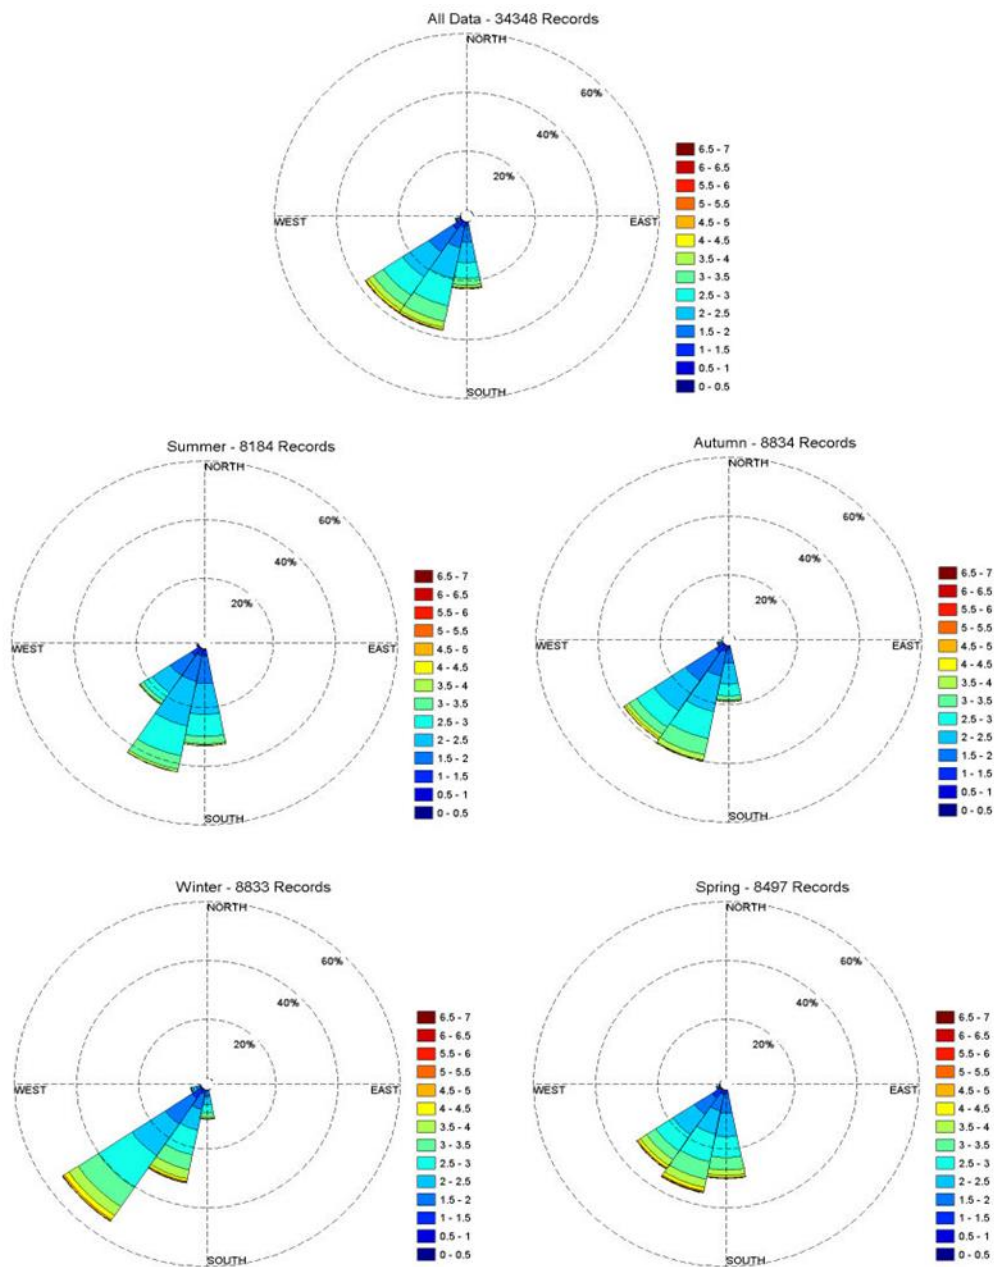 All Data - 34348 Records
NORTH
60%
40%
20%
WEST
EAST
SOUTH
6.5 - 7
6 - 6.5
5.5 - 6
5 - 5.5
4.5 - 5
4 - 4.5
3.5 - 4
3 - 3.5
2.5 - 3
2 - 2.5
1.5 - 2
1 - 1.5
0.5 - 1
0 - 0.5
Summer - 8184 Records
NORTH
60%
40%
20%
WEST
EAST
SOUTH
6.5 - 7
6 - 6.5
5.5 - 6
5 - 5.5
4.5 - 5
4 - 4.5
3.5 - 4
3 - 3.5
2.5 - 3
2 - 2.5
1.5 - 2
1 - 1.5
0.5 - 1
0 - 0.5
Autumn - 8834 Records
NORTH
60%
40%
20%
WEST
EAST
SOUTH
6.5 - 7
6 - 6.5
5.5 - 6
5 - 5.5
4.5 - 5
4 - 4.5
3.5 - 4
3 - 3.5
2.5 - 3
2 - 2.5
1.5 - 2
1 - 1.5
0.5 - 1
0 - 0.5
Winter - 8833 Records
NORTH
60%
40%
20%
WEST
EAST
SOUTH
6.5 - 7
6 - 6.5
5.5 - 6
5 - 5.5
4.5 - 5
4 - 4.5
3.5 - 4
3 - 3.5
2.5 - 3
2 - 2.5
1.5 - 2
1 - 1.5
0.5 - 1
0 - 0.5
Spring - 8497 Records
NORTH
60%
40%
20%
WEST
EAST
SOUTH
6.5 - 7
6 - 6.5
5.5 - 6
5 - 5.5
4.5 - 5
4 - 4.5
3.5 - 4
3 - 3.5
2.5 - 3
2 - 2.5
1.5 - 2
1 - 1.5
0.5 - 1
0 - 0.5